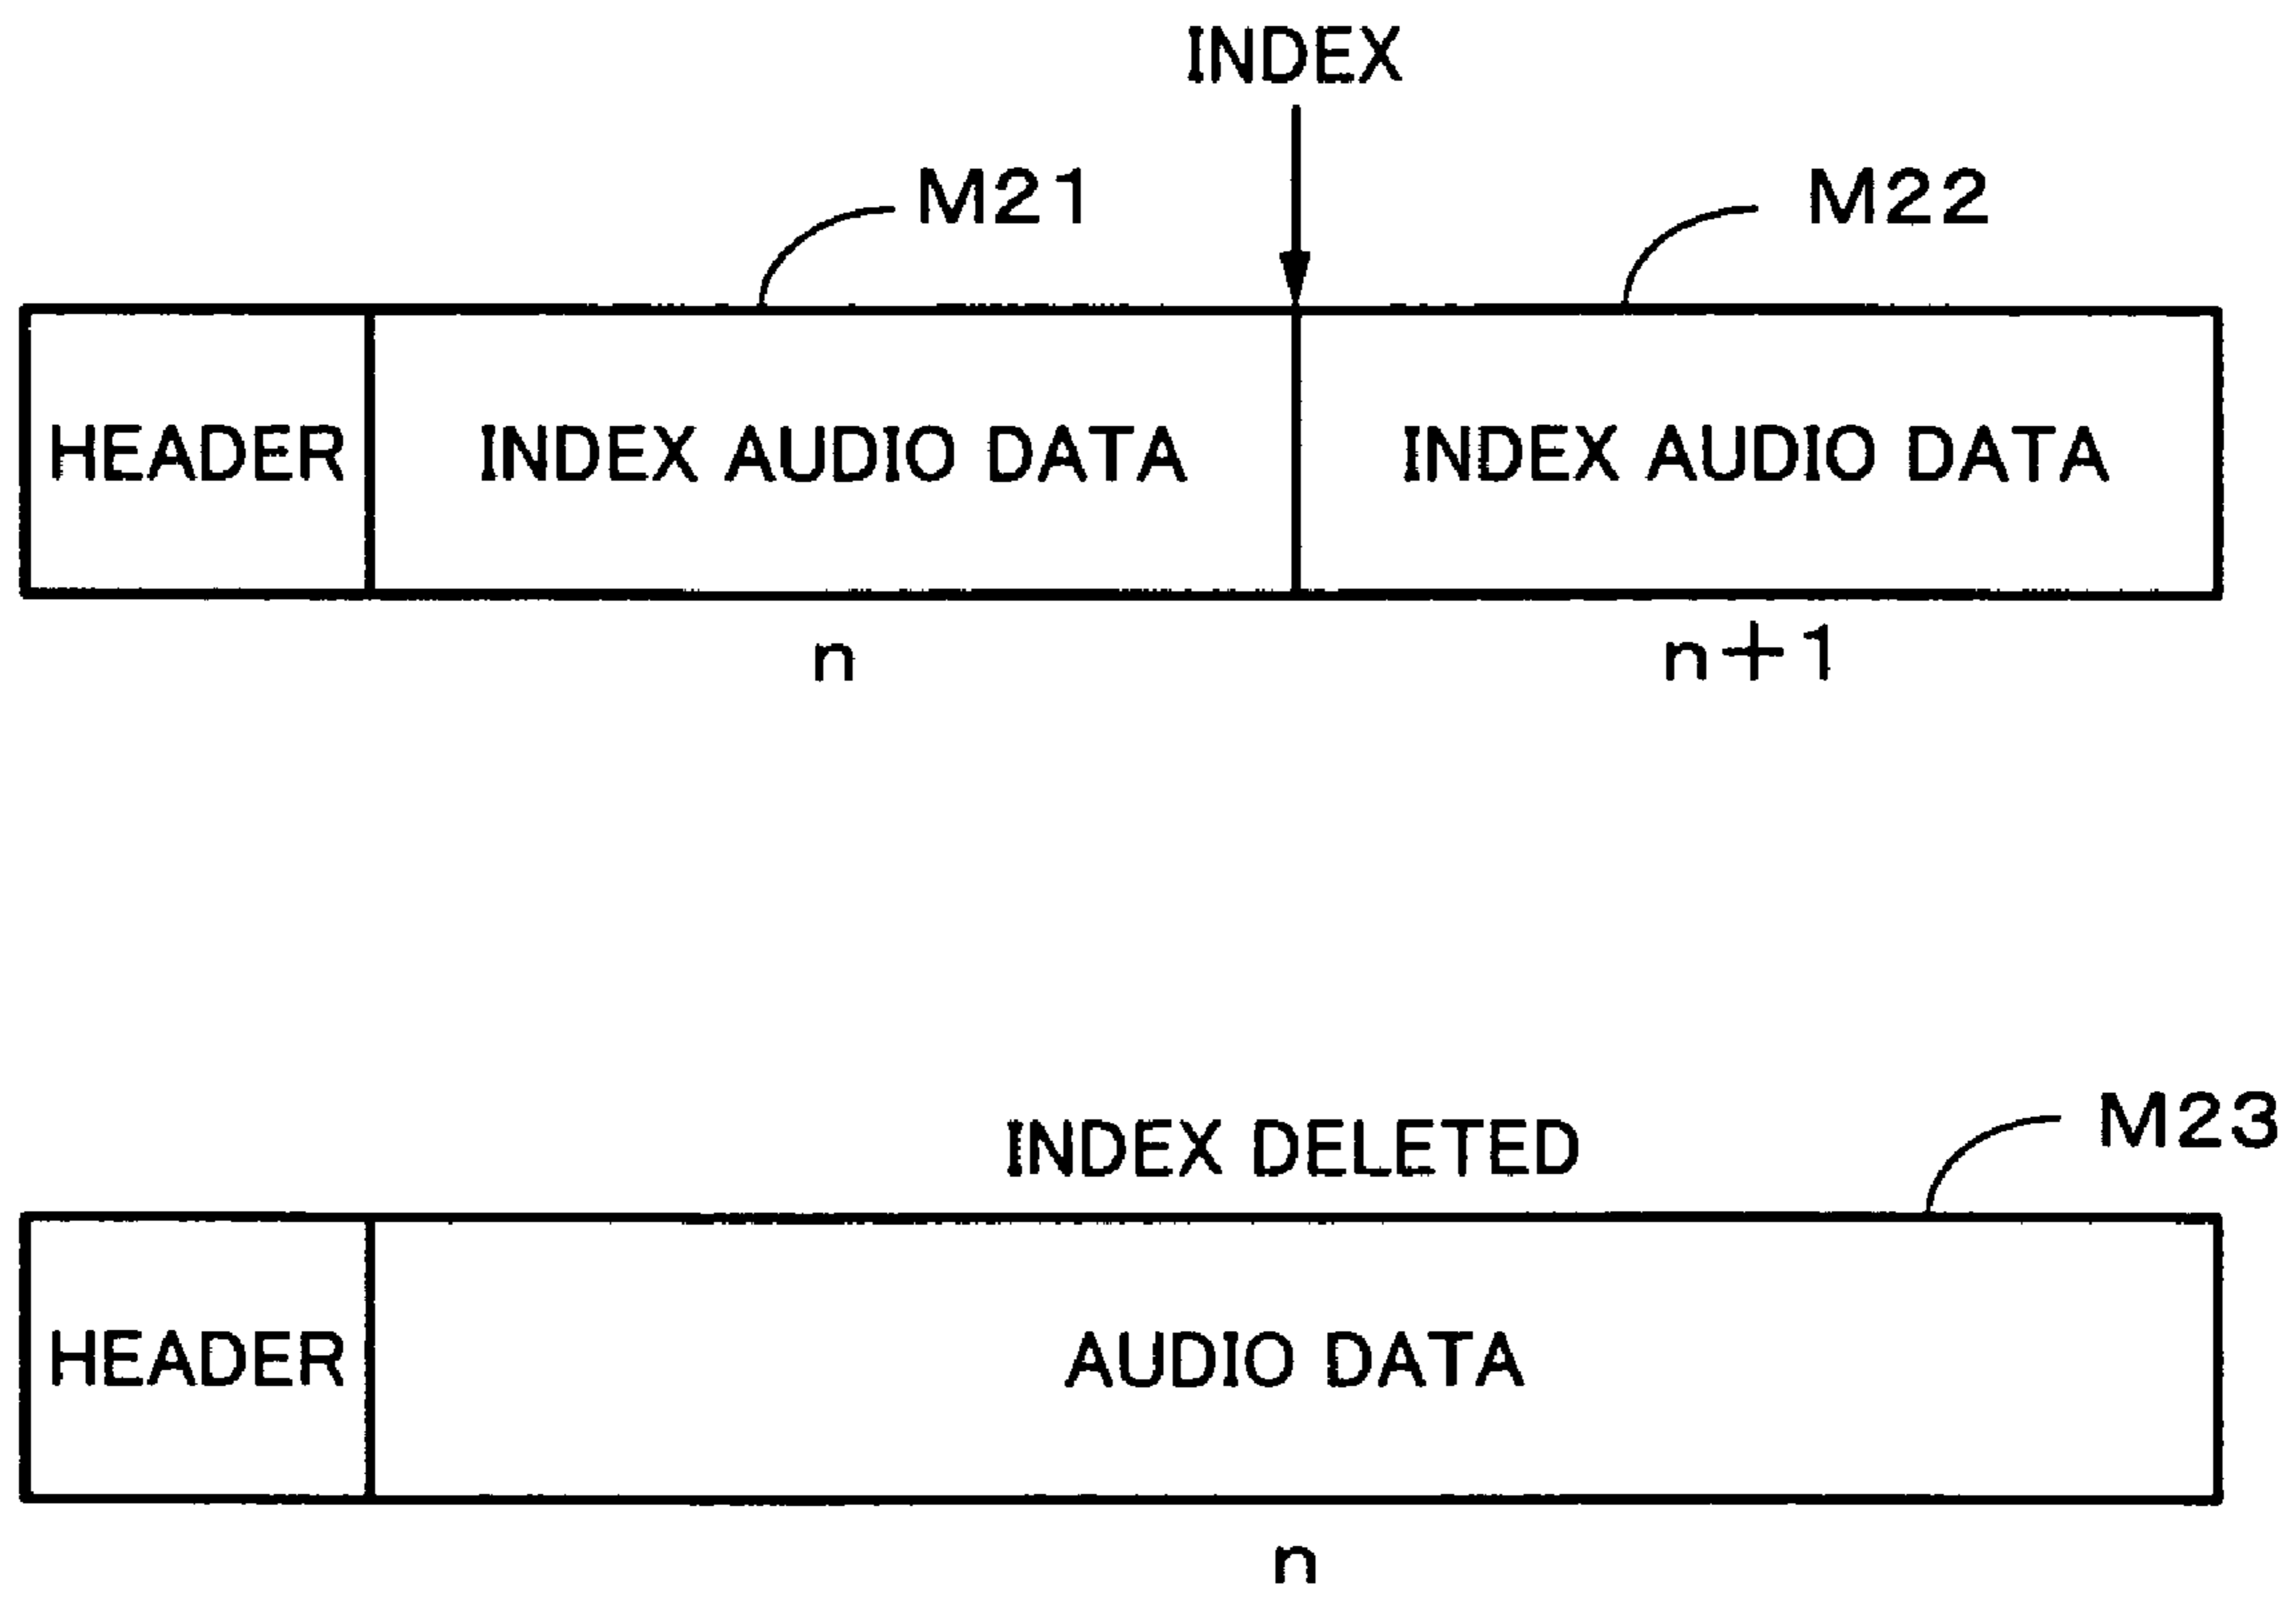 INDEX
M21
M22
HEADER
INDEX AUDIO DATA
INDEX AUDIO DATA
n
n+1
INDEX DELETED
M23
HEADER
AUDIO DATA
n